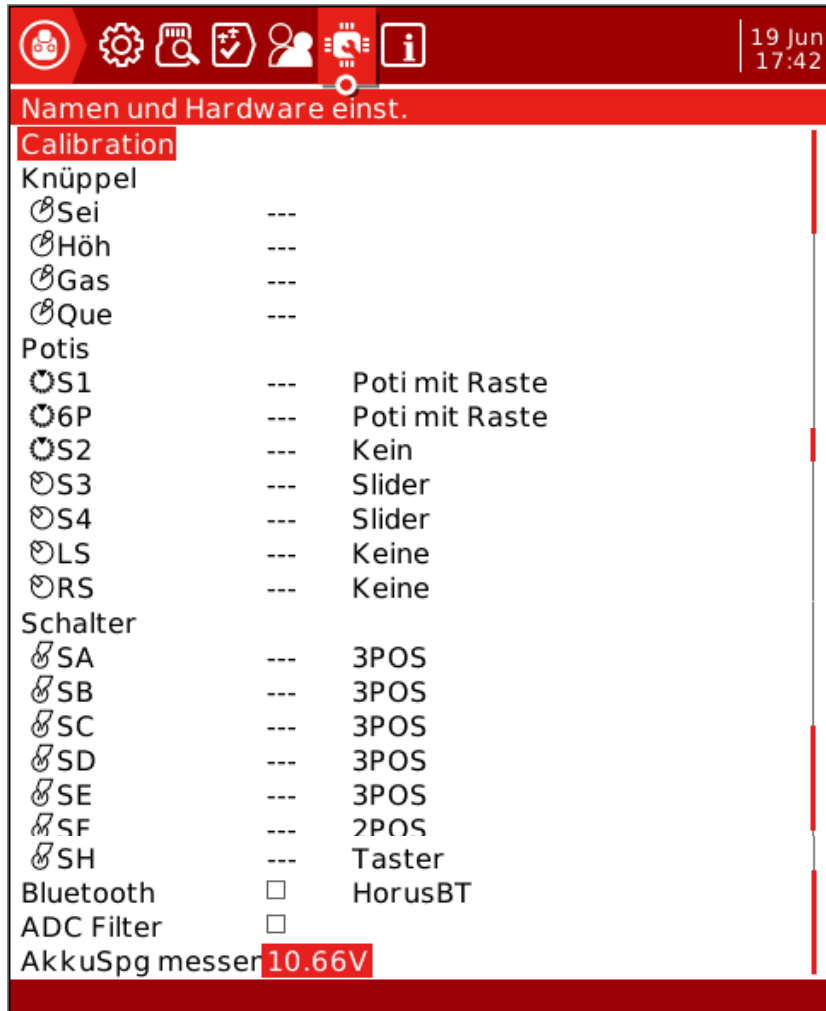 19 Jun
17:42
Namen und Hardware einst.
Calibration
Knüppel
Sei ---
Höh ---
Gas ---
Que ---
Potis
S1 --- Poti mit Raste
6P --- Poti mit Raste
S2 --- Kein
S3 --- Slider
S4 --- Slider
LS --- Keine
RS --- Keine
Schalter
SA --- 3POS
SB --- 3POS
SC --- 3POS
SD --- 3POS
SE --- 3POS
SF --- 2POS
SH --- Taster
Bluetooth HorusBT
ADC Filter
AkkuSpg messen 10.66V